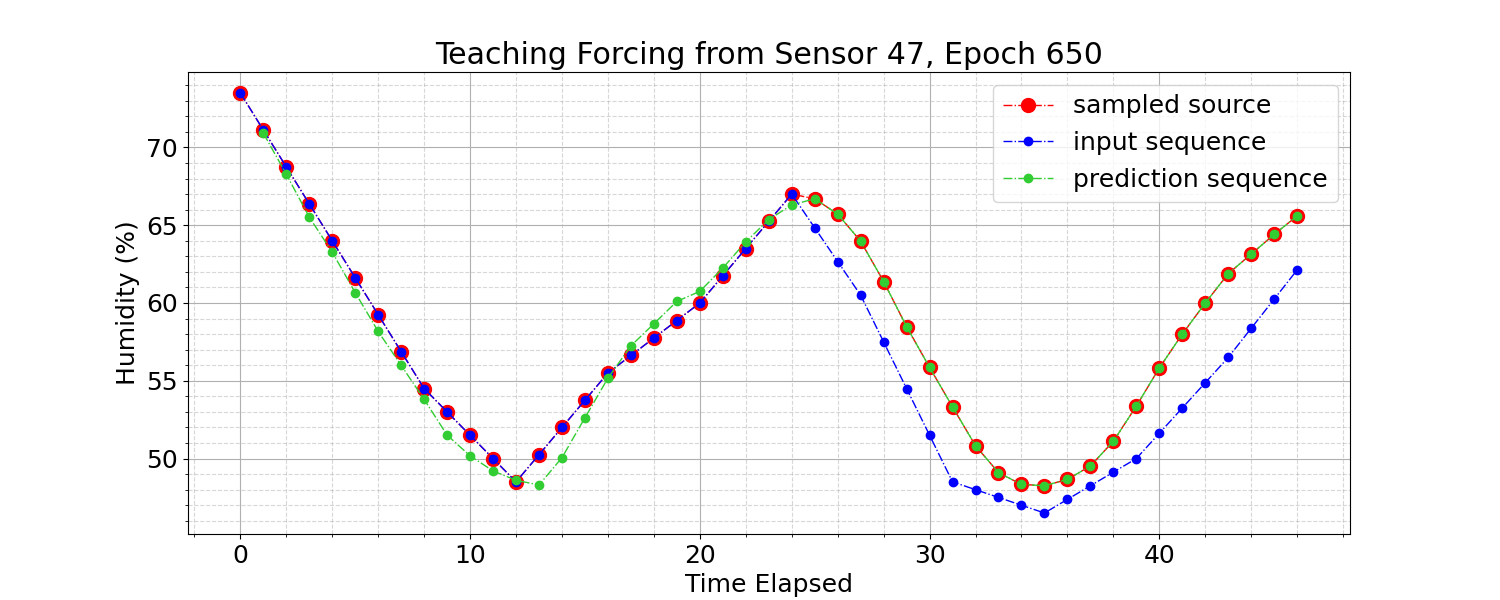 Teaching Forcing from Sensor 47, Epoch 650
sampled source
input sequence
prediction sequence
Humidity (%)
70
65
60
55
50
0 10 20 30 40
Time Elapsed